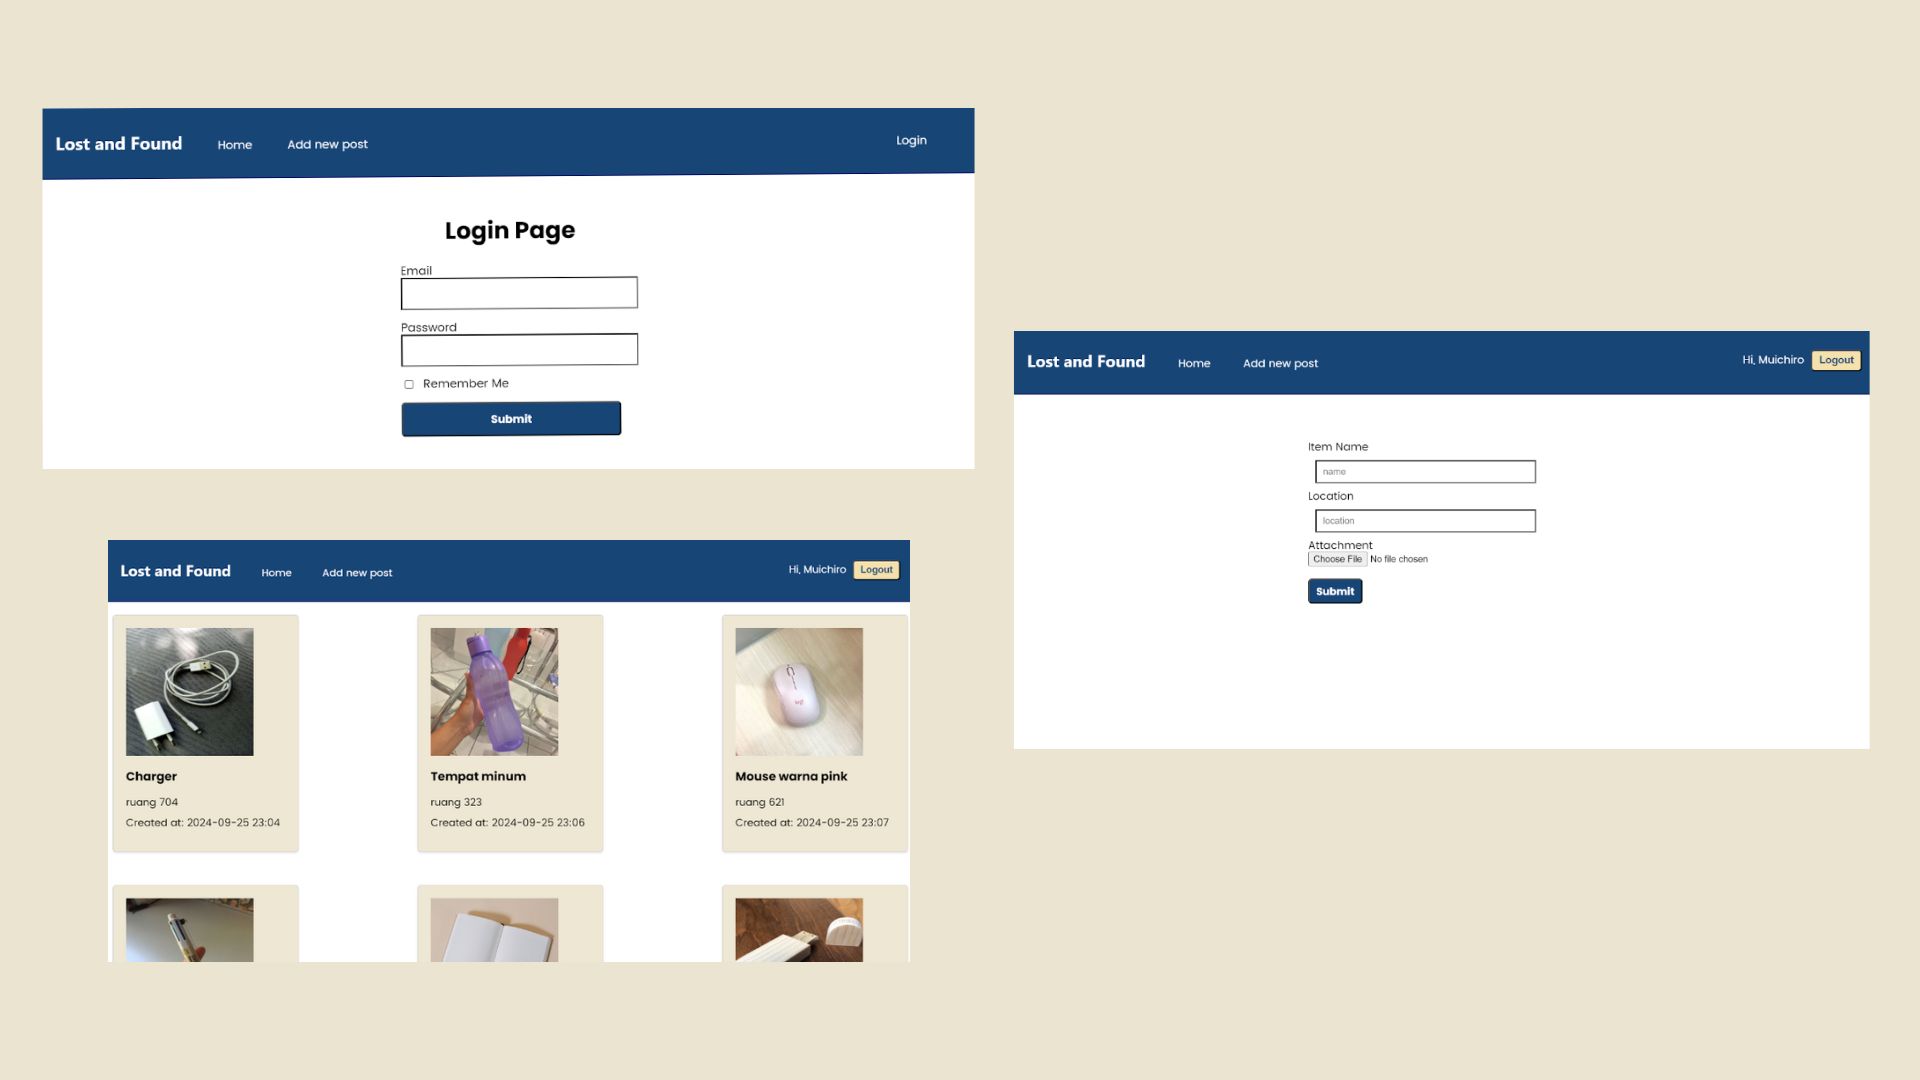 Lost and Found Home Add new post Login
Login Page
Email
Password
Remember Me
Submit
Lost and Found Home Add new post Hi, Muichiro Logout
Charger
ruang 704
Created at: 2024-09-25 23:04
Tempat minum
ruang 323
Created at: 2024-09-25 23:06
logi
Mouse warna pink
ruang 621
Created at: 2024-09-25 23:07
Lost and Found Home Add new post Hi, Muichiro Logout
Item Name
name
Location
location
Attachment
Choose File No file chosen
Submit